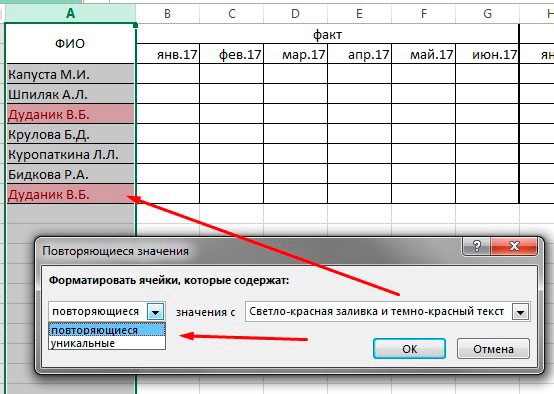 A B C D E F G H
ФИО факт
янв.17 фев.17 мар.17 апр.17 май.17 июн.17 ян
Капуста М.И.
Шпиляк А.Л.
Дуданик В.Б.
Крулова Б.Д.
Куропаткина Л.Л.
Бидкова Р.А.
Дуданик В.Б.
Повторяющиеся значения
Форматировать ячейки, которые содержат:
повторяющиеся значения с Светло-красная заливка и темно-красный текст
повторяющиеся
уникальные
ОК Отмена